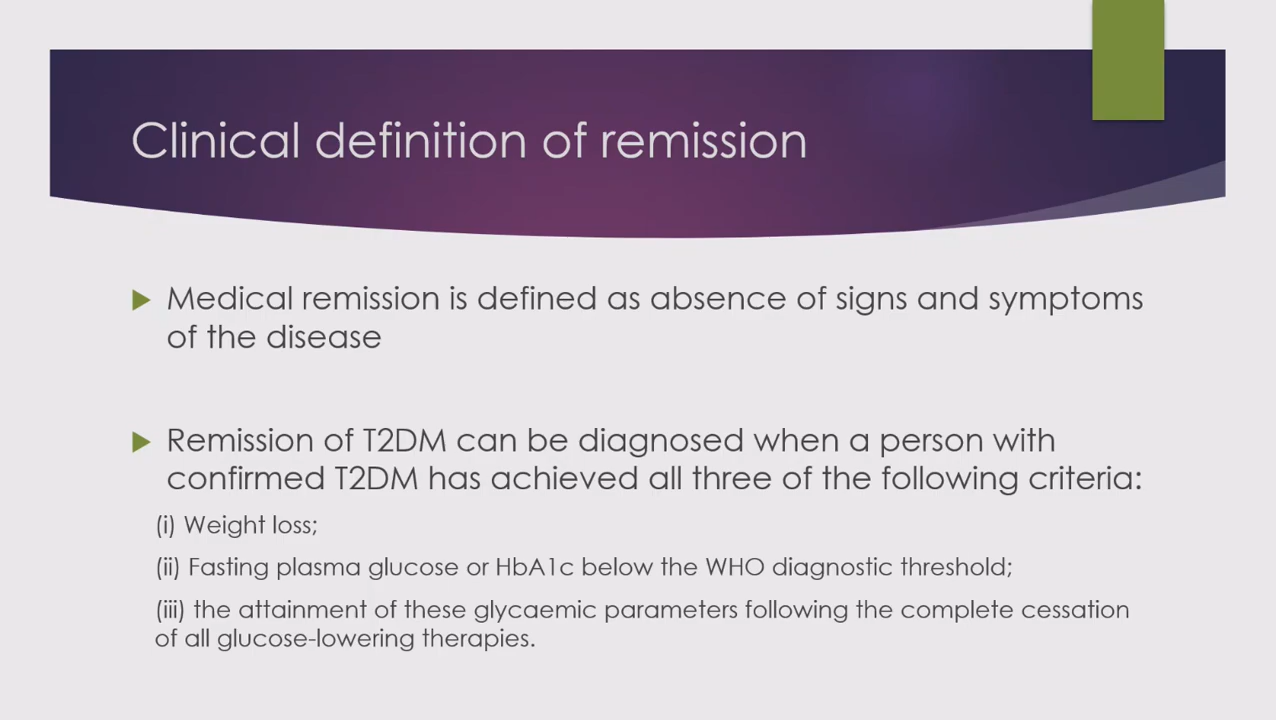 Clinical definition of remission
Medical remission is defined as absence of signs and symptoms
of the disease
Remission of T2DM can be diagnosed when a person with
confirmed T2DM has achieved all three of the following criteria:
(i) Weight loss;
(ii) Fasting plasma glucose or HbA1c below the WHO diagnostic threshold;
(iii) the attainment of these glycaemic parameters following the complete cessation
of all glucose-lowering therapies.